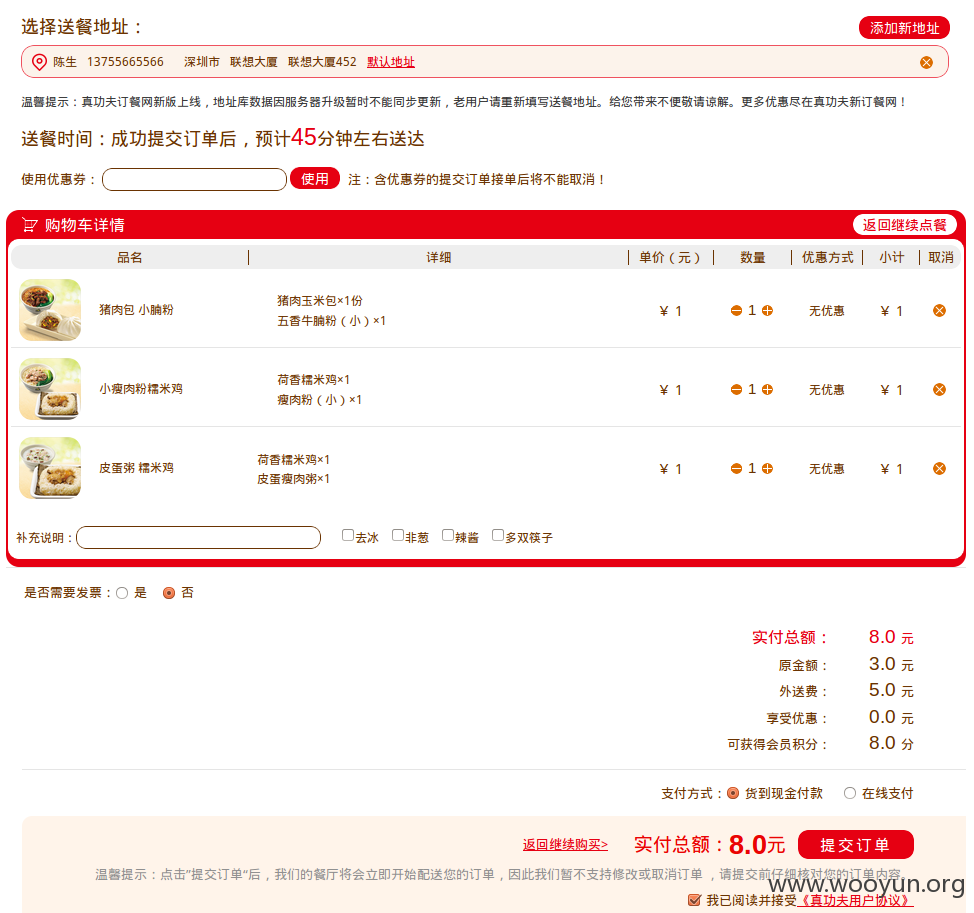 选择送餐地址：
添加新地址
陈生 13755665566 深圳市 联想大厦 联想大厦452 默认地址
温馨提示：真功夫订餐网新版上线，地址库数据因服务器升级暂时不能同步更新，老用户请重新填写送餐地址。给您带来不便敬请谅解。更多优惠尽在真功夫新订餐网！
送餐时间：成功提交订单后，预计45分钟左右送达
使用优惠券： 使用 注：含优惠券的提交订单接单后将不能取消！
购物车详情 返回继续点餐
品名 详细 单价（元） 数量 优惠方式 小计 取消
猪肉包 小腩粉
猪肉玉米包×1份
五香牛腩粉（小）×1
¥ 1 1 无优惠 ¥ 1
小瘦肉粉糯米鸡
荷香糯米鸡×1
瘦肉粉（小）×1
¥ 1 1 无优惠 ¥ 1
皮蛋粥 糯米鸡
荷香糯米鸡×1
皮蛋瘦肉粥×1
¥ 1 1 无优惠 ¥ 1
补充说明： 去冰 非葱 辣酱 多双筷子
是否需要发票： 是 否
实付总额： 8.0 元
原金额： 3.0 元
外送费： 5.0 元
享受优惠： 0.0 元
可获得会员积分： 8.0 分
支付方式： 货到现金付款 在线支付
返回继续购买> 实付总额：8.0元 提交订单
温馨提示：点击”提交订单“后，我们的餐厅将会立即开始配送您的订单，因此我们暂不支持修改或取消订单 ，请提交前仔细核对您的订单内容。
www.wooyun.org
我已阅读并接受《真功夫用户协议》